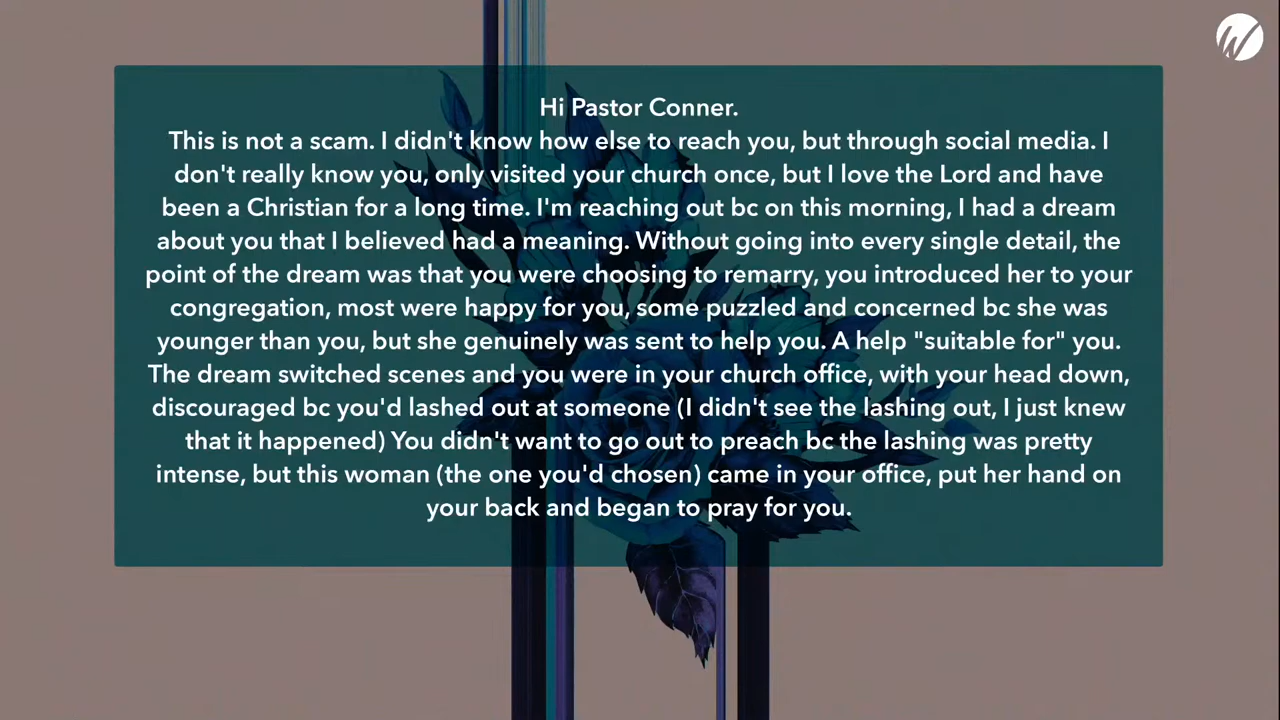 Hi Pastor Conner.
This is not a scam. I didn't know how else to reach you, but through social media. I
don't really know you, only visited your church once, but I love the Lord and have
been a Christian for a long time. I'm reaching out bc on this morning, I had a dream
about you that I believed had a meaning. Without going into every single detail, the
point of the dream was that you were choosing to remarry, you introduced her to your
congregation, most were happy for you, some puzzled and concerned bc she was
younger than you, but she genuinely was sent to help you. A help "suitable for" you.
The dream switched scenes and you were in your church office, with your head down,
discouraged bc you'd lashed out at someone (I didn't see the lashing out, I just knew
that it happened) You didn't want to go out to preach bc the lashing was pretty
intense, but this woman (the one you'd chosen) came in your office, put her hand on
your back and began to pray for you.